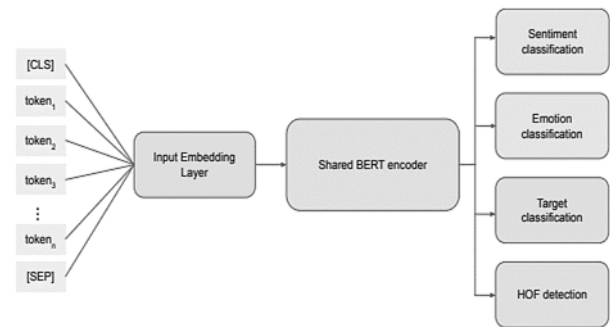 [CLS]
token1
token2
token3
⋮
tokenn
[SEP]
Input Embedding
Layer
Shared BERT encoder
Sentiment
classification
Emotion
classification
Target
classification
HOF detection